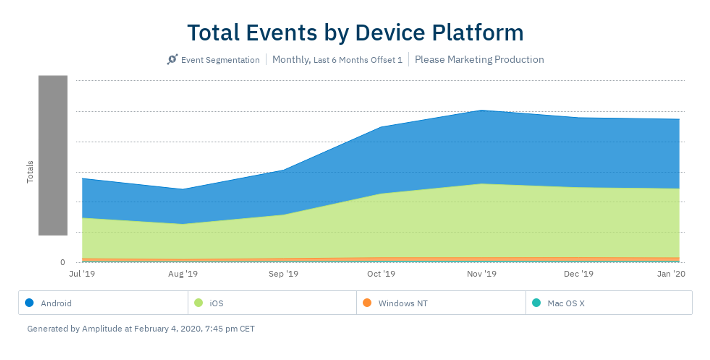 Total Events by Device Platform
Event Segmentation | Monthly, Last 6 Months Offset 1 | Please Marketing Production
Totals
0
Jul '19 Aug '19 Sep '19 Oct '19 Nov '19 Dec '19 Jan '20
Android iOS Windows NT Mac OS X
Generated by Amplitude at February 4, 2020, 7:45 pm CET